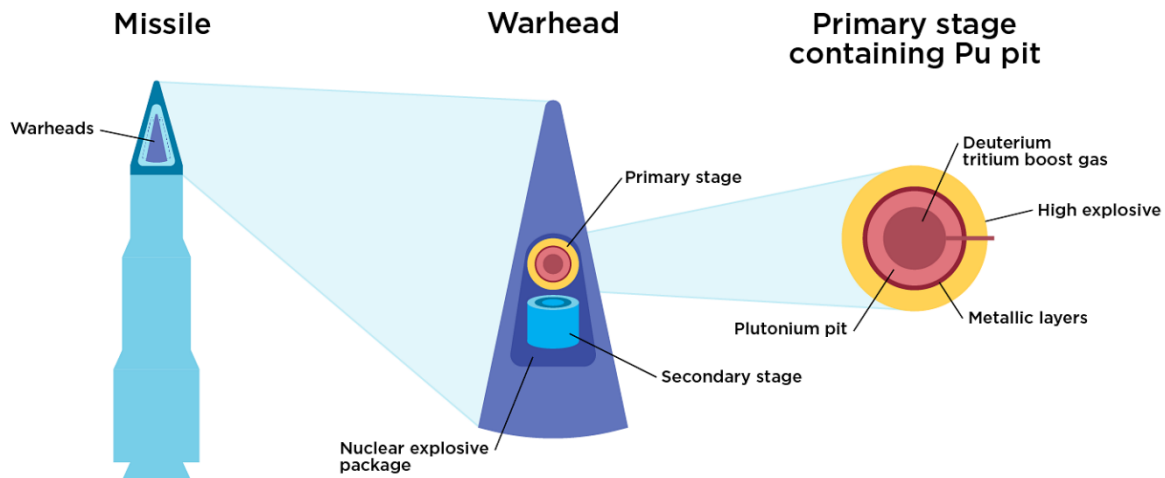 Missile
Warhead
Primary stage
containing Pu pit
Warheads
Primary stage
Secondary stage
Nuclear explosive
package
Deuterium
tritium boost gas
High explosive
Plutonium pit
Metallic layers